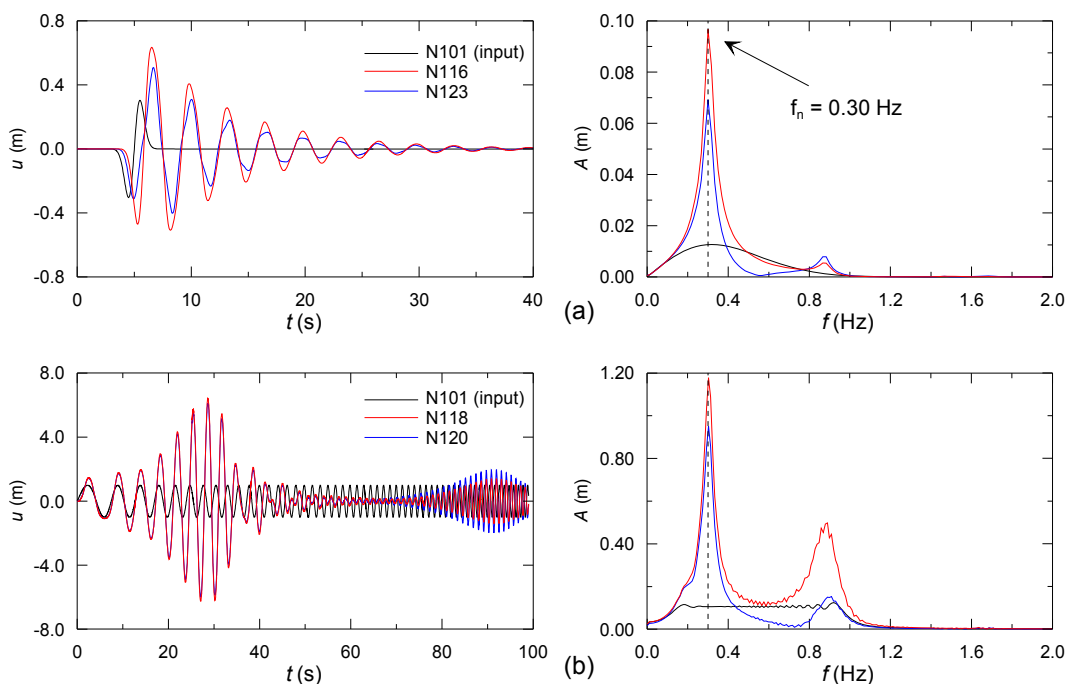 0.8
0.4
0.0
-0.4
-0.8
u (m)
N101 (input)
N116
N123
0 10 20 30 40
t (s)
0.10
0.08
0.06
0.04
0.02
0.00
A (m)
fn = 0.30 Hz
0.0 0.4 0.8 1.2 1.6 2.0
f (Hz)
(a)
8.0
4.0
0.0
-4.0
-8.0
u (m)
N101 (input)
N118
N120
0 20 40 60 80 100
t (s)
1.20
0.80
0.40
0.00
A (m)
0.0 0.4 0.8 1.2 1.6 2.0
f (Hz)
(b)